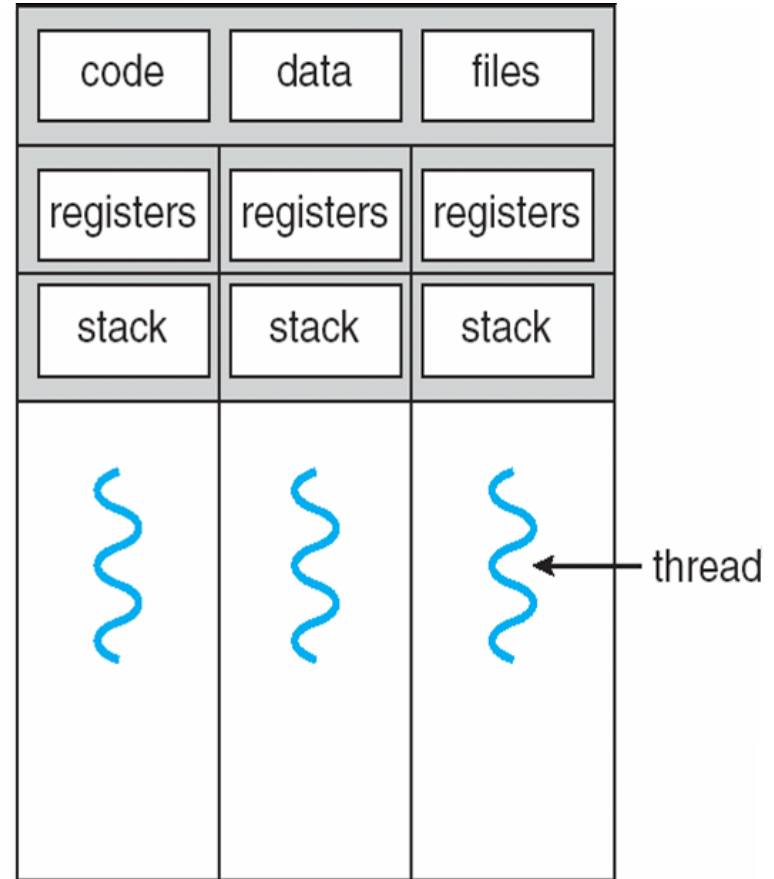 code data files
registers registers registers
stack stack stack
thread